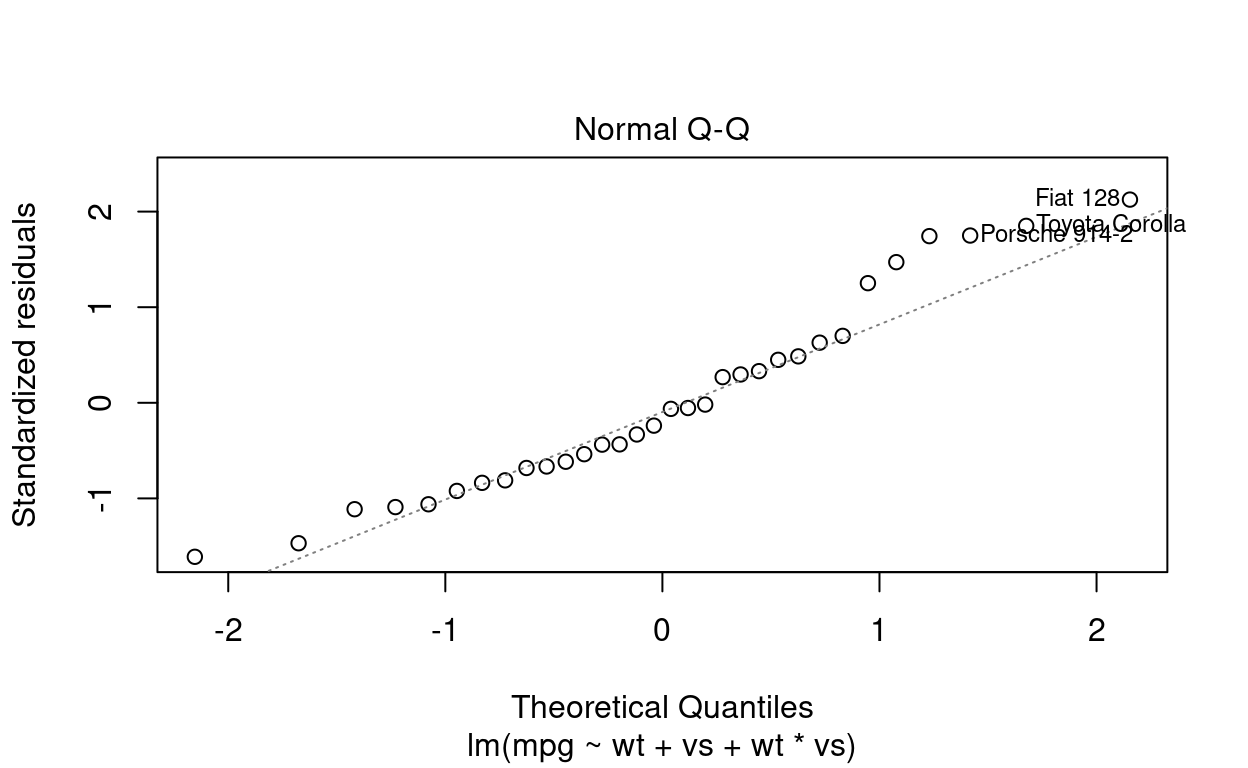 Normal Q-Q
Standardized residuals
2
1
0
-1
Fiat 128
Toyota Corolla
Porsche 914-2
-2
-1
0
1
2
Theoretical Quantiles
lm(mpg ~ wt + vs + wt * vs)